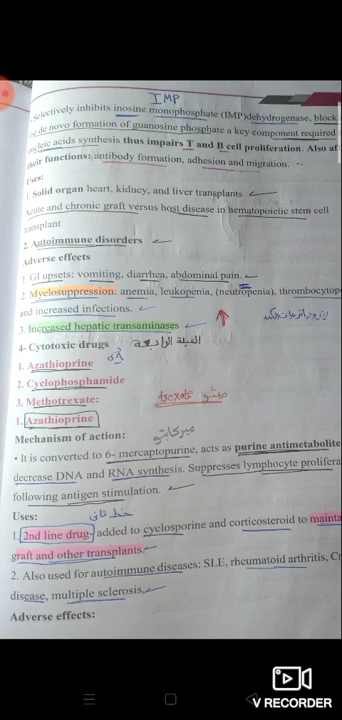 IMP
Selectively inhibits inosine monophosphate (IMP)dehydrogenase, block
de novo formation of guanosine phosphate a key component required
nucleic acids synthesis thus impairs T and B cell proliferation. Also af
their functions: antibody formation, adhesion and migration.
Uses:
1. Solid organ heart, kidney, and liver transplants
Acute and chronic graft versus host disease in hematopoietic stem cell
transplant
2. Autoimmune disorders
Adverse effects
1. GI upsets: vomiting, diarrhea, abdominal pain.
2. Myelosuppression: anemia, leukopenia, (neutropenia), thrombocytop
and increased infections.
3. Increased hepatic transaminases
4- Cytotoxic drugs
1. Azathioprine
2. Cyclophosphamide
3. Methotrexate:
ميثو trexate
1. Azathioprine
Mechanism of action:
• It is converted to 6- mercaptopurine, acts as purine antimetabolite
decrease DNA and RNA synthesis. Suppresses lymphocyte prolifera
following antigen stimulation.
Uses:
خط تاني
1. 2nd line drug- added to cyclosporine and corticosteroid to mainta
graft and other transplants.
2. Also used for autoimmune diseases: SLE, rheumatoid arthritis, Cr
disease, multiple sclerosis,
Adverse effects:
V RECORDER